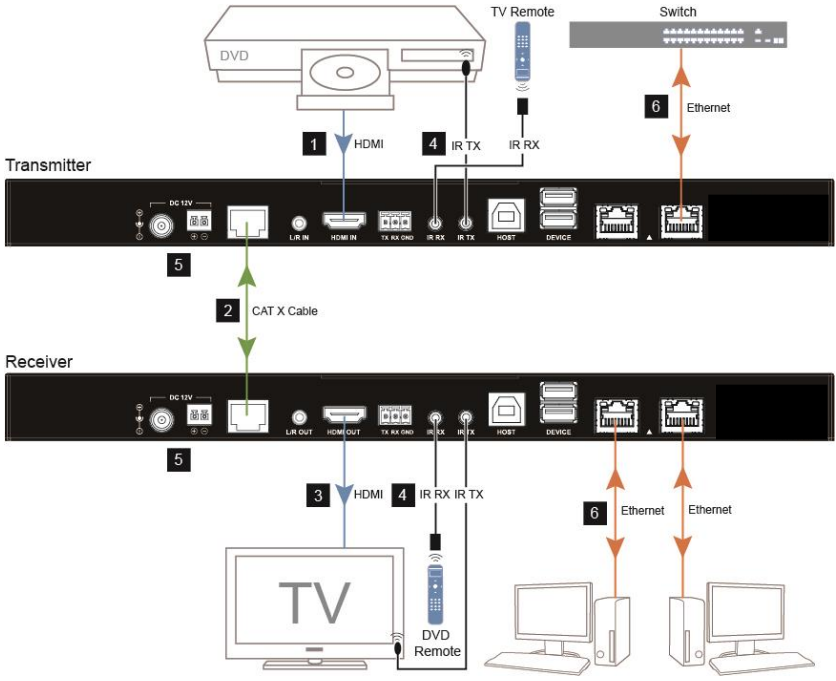 TV Remote
Switch
DVD
6
Ethernet
1
HDMI
4
IR TX
IR RX
Transmitter
DC 12V
L/R IN
HDMI IN
TX RX GND
IR RX
IR TX
HOST
DEVICE
5
2
CAT X Cable
Receiver
DC 12V
L/R OUT
HDMI OUT
TX RX GND
IR RX
IR TX
HOST
DEVICE
5
3
HDMI
4
IR RX
IR TX
6
Ethernet
Ethernet
TV
DVD
Remote